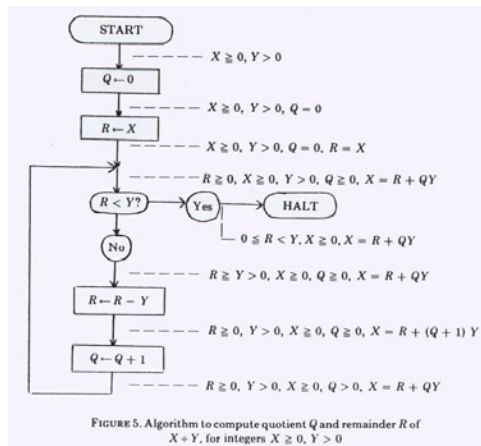 START
X ≧ 0, Y > 0
Q ← 0
X ≧ 0, Y > 0, Q = 0
R ← X
X ≧ 0, Y > 0, Q = 0, R = X
R ≧ 0, X ≧ 0, Y > 0, Q ≧ 0, X = R + QY
R < Y?
Yes
HALT
0 ≦ R < Y, X ≧ 0, X = R + QY
No
R ≧ Y > 0, X ≧ 0, Q ≧ 0, X = R + QY
R ← R − Y
R ≧ 0, Y > 0, X ≧ 0, Q ≧ 0, X = R + (Q + 1) Y
Q ← Q + 1
R ≧ 0, Y > 0, X ≧ 0, Q > 0, X = R + QY
FIGURE 5. Algorithm to compute quotient Q and remainder R of
X ÷ Y, for integers X ≧ 0, Y > 0